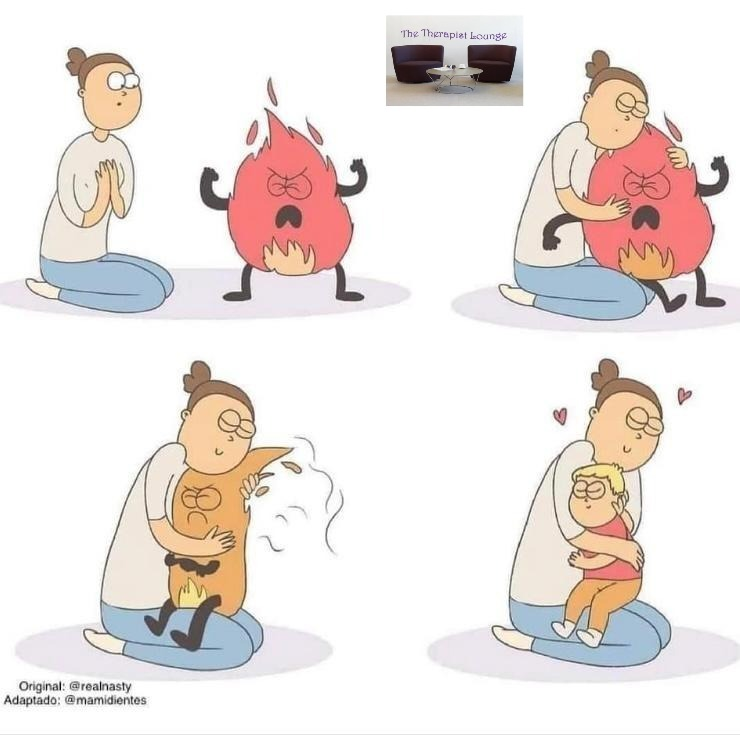 The Therapist Lounge
Original: @realnasty
Adaptado: @mamidientes